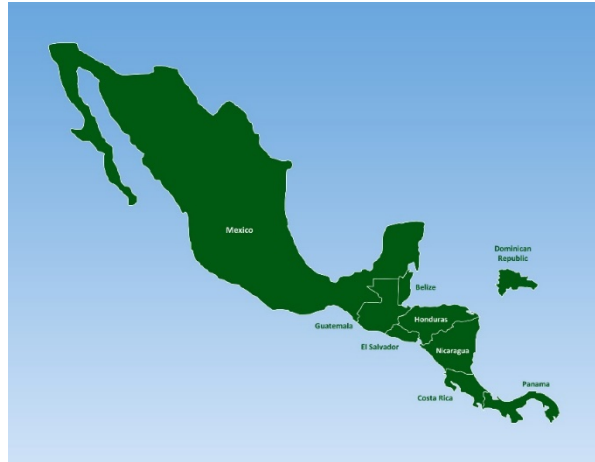 Mexico
Dominican
Republic
Belize
Guatemala
Honduras
El Salvador
Nicaragua
Costa Rica
Panama